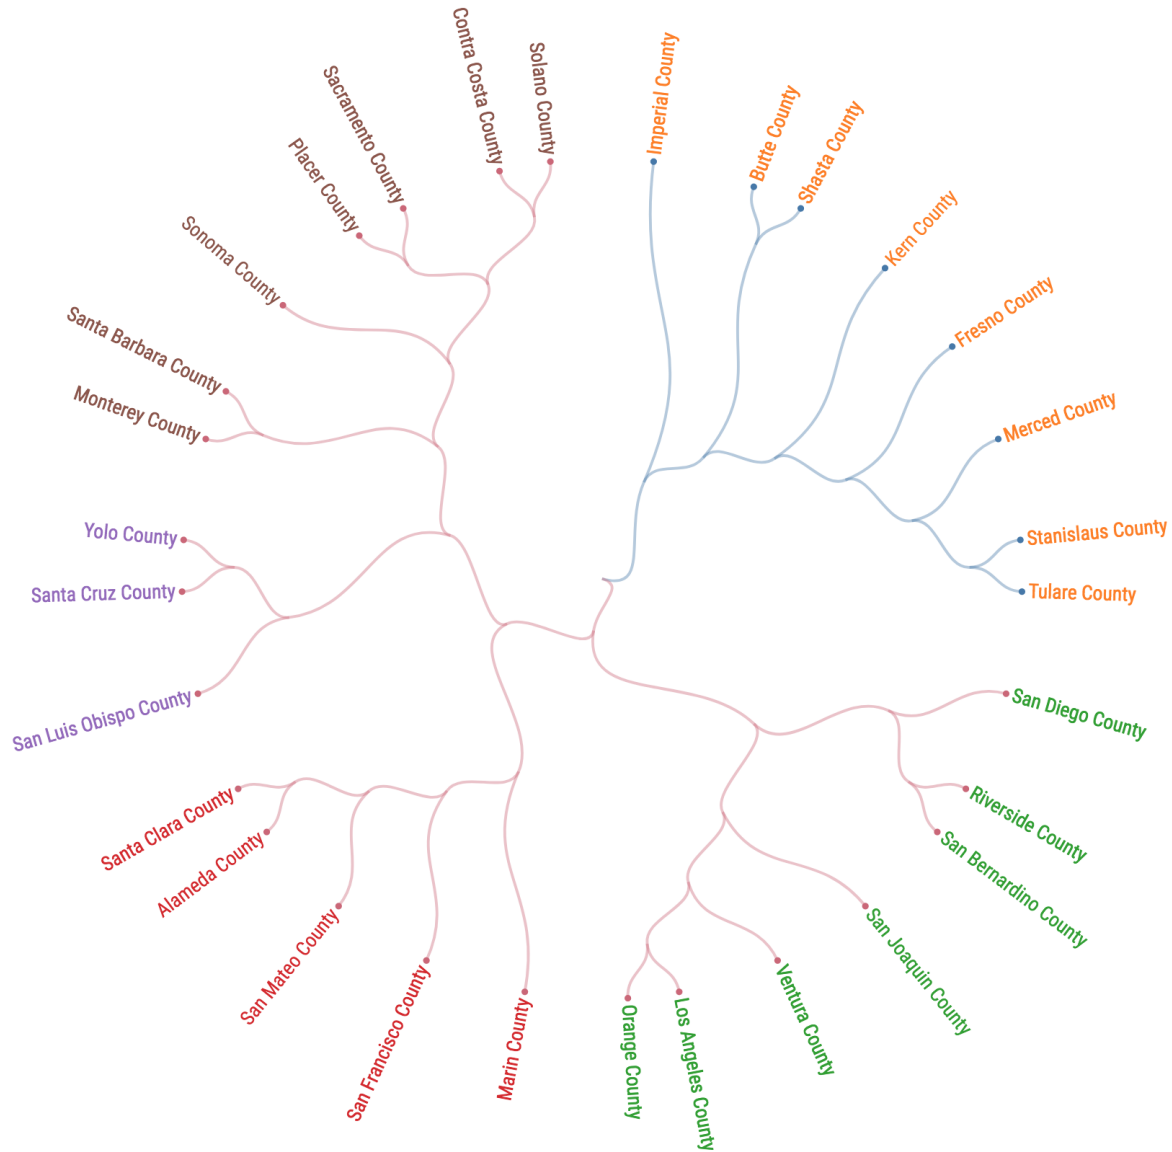 Imperial County
Butte County
Shasta County
Kern County
Fresno County
Merced County
Stanislaus County
Tulare County
San Diego County
Riverside County
San Bernardino County
San Joaquin County
Ventura County
Los Angeles County
Orange County
Marin County
San Francisco County
San Mateo County
Alameda County
Santa Clara County
San Luis Obispo County
Santa Cruz County
Yolo County
Monterey County
Santa Barbara County
Sonoma County
Placer County
Sacramento County
Contra Costa County
Solano County